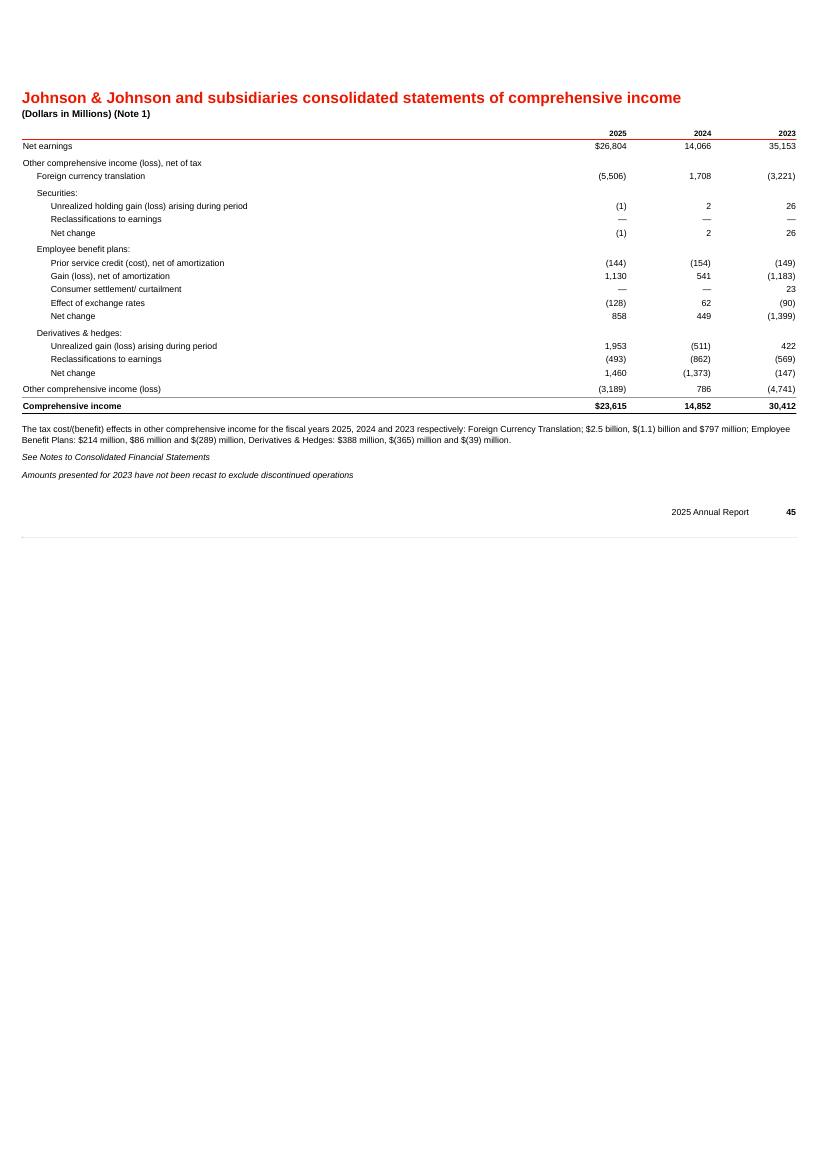 Johnson & Johnson and subsidiaries consolidated statements of comprehensive income
(Dollars in Millions) (Note 1)
2025 2024 2023
Net earnings $26,804 14,066 35,153
Other comprehensive income (loss), net of tax
Foreign currency translation (5,506) 1,708 (3,221)
Securities:
Unrealized holding gain (loss) arising during period (1) 2 26
Reclassifications to earnings — — —
Net change (1) 2 26
Employee benefit plans:
Prior service credit (cost), net of amortization (144) (154) (149)
Gain (loss), net of amortization 1,130 541 (1,183)
Consumer settlement/ curtailment — — 23
Effect of exchange rates (128) 62 (90)
Net change 858 449 (1,399)
Derivatives & hedges:
Unrealized gain (loss) arising during period 1,953 (511) 422
Reclassifications to earnings (493) (862) (569)
Net change 1,460 (1,373) (147)
Other comprehensive income (loss) (3,189) 786 (4,741)
Comprehensive income $23,615 14,852 30,412
The tax cost/(benefit) effects in other comprehensive income for the fiscal years 2025, 2024 and 2023 respectively: Foreign Currency Translation; $2.5 billion, $(1.1) billion and $797 million; Employee
Benefit Plans: $214 million, $86 million and $(289) million, Derivatives & Hedges: $388 million, $(365) million and $(39) million.
See Notes to Consolidated Financial Statements
Amounts presented for 2023 have not been recast to exclude discontinued operations
2025 Annual Report 45